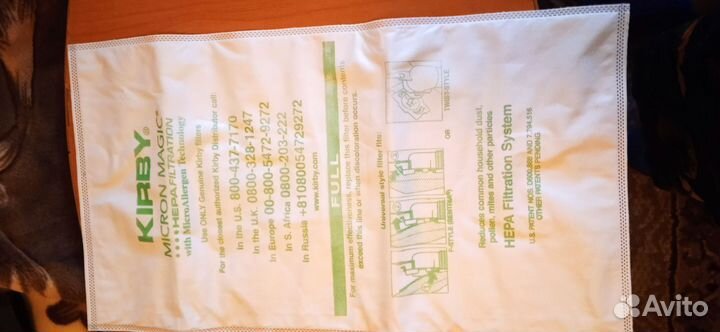 KIRBY®
MICRON MAGIC®
HEPA FILTRATION
with MicroAllergen Technology
Use ONLY Genuine Kirby filters
For the closest authorized Kirby Distributor call:
In the U.S. 800-437-7170
In the U.K. 0800-328-1247
In Europe 00-800-5472-9272
In S. Africa 0800-203-222
In Russia +81080054729272
www.kirby.com
FULL
For maximum effectiveness, replace this filter before contents
exceed this line or when discoloration occurs.
Universal style filter fits:
F-STYLE
OR
TWIST-STYLE
Reduces common household dust,
pollen, mites and other particles
HEPA Filtration System
U.S. PATENT NOS. AND 7,794,516
OTHER PATENTS PENDING
Avito